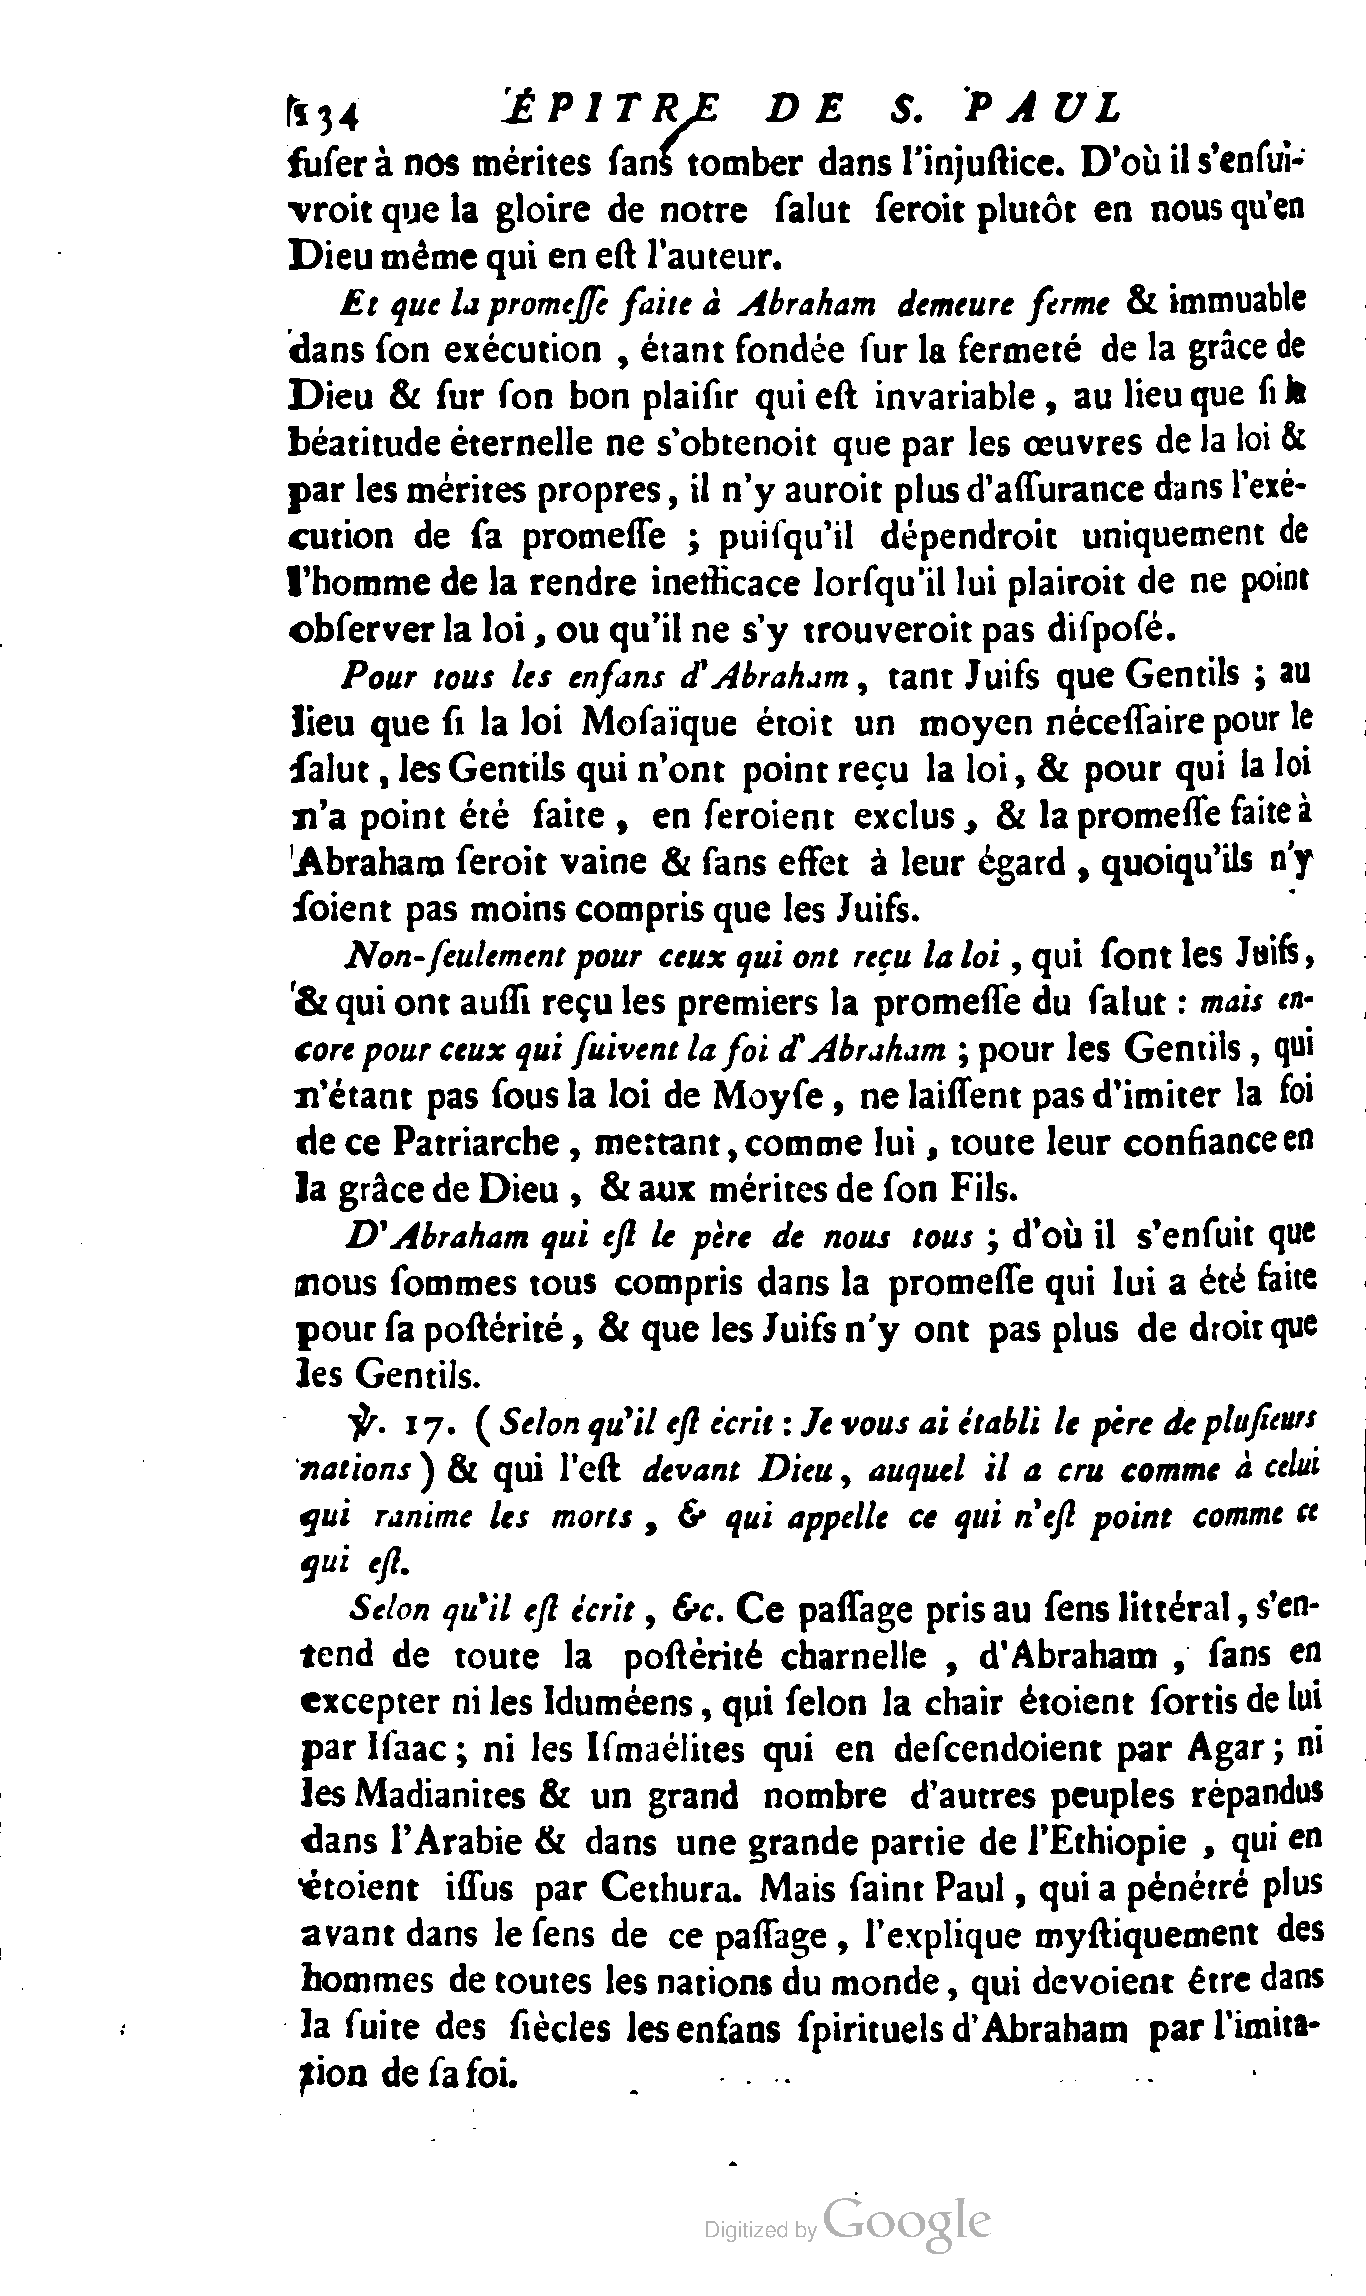 134 ÉPITRE DE S. PAUL
fuſer à nos mérites ſans tomber dans l'injuſtice. D'où il s'enſui-
vroit que la gloire de notre ſalut ſeroit plutôt en nous qu'en
Dieu même qui en eſt l'auteur.
Et que la promeſſe faite à Abraham demeure ferme & immuable
dans ſon exécution , étant fondée ſur la fermeté de la grâce de
Dieu & ſur ſon bon plaiſir qui eſt invariable , au lieu que ſi la
béatitude éternelle ne s'obtenoit que par les œuvres de la loi &
par les mérites propres, il n'y auroit plus d'aſſurance dans l'exé-
cution de ſa promeſſe ; puiſqu'il dépendroit uniquement de
l'homme de la rendre inefficace lorſqu'il lui plairoit de ne point
obſerver la loi, ou qu'il ne s'y trouveroit pas diſpoſé.
Pour tous les enfans d'Abraham, tant Juifs que Gentils ; au
lieu que ſi la loi Moſaïque étoit un moyen néceſſaire pour le
ſalut , les Gentils qui n'ont point reçu la loi, & pour qui la loi
n'a point été faite , en ſeroient exclus, & la promeſſe faite à
Abraham ſeroit vaine & ſans effet à leur égard , quoiqu'ils n'y
ſoient pas moins compris que les Juifs.
Non-ſeulement pour ceux qui ont reçu la loi , qui ſont les Juifs,
& qui ont auſſi reçu les premiers la promeſſe du ſalut : mais en-
core pour ceux qui ſuivent la foi d'Abraham ; pour les Gentils , qui
n'étant pas ſous la loi de Moyſe , ne laiſſent pas d'imiter la foi
de ce Patriarche , mettant, comme lui , toute leur confiance en
la grâce de Dieu , & aux mérites de ſon Fils.
D'Abraham qui eſt le père de nous tous ; d'où il s'enſuit que
nous ſommes tous compris dans la promeſſe qui lui a été faite
pour ſa poſtérité, & que les Juifs n'y ont pas plus de droit que
les Gentils.
℣. 17. ( Selon qu'il eſt écrit : Je vous ai établi le père de pluſieurs
nations ) & qui l'eſt devant Dieu, auquel il a cru comme à celui
qui ranime les morts , & qui appelle ce qui n'eſt point comme ce
qui eſt.
Selon qu'il eſt écrit , &c. Ce paſſage pris au ſens littéral, s'en-
tend de toute la poſtérité charnelle , d'Abraham , ſans en
excepter ni les Iduméens, qui ſelon la chair étoient ſortis de lui
par Iſaac ; ni les Iſmaélites qui en deſcendoient par Agar ; ni
les Madianites & un grand nombre d'autres peuples répandus
dans l'Arabie & dans une grande partie de l'Ethiopie , qui en
étoient iſſus par Cethura. Mais ſaint Paul, qui a pénétré plus
avant dans le ſens de ce paſſage , l'explique myſtiquement des
hommes de toutes les nations du monde, qui devoient être dans
la ſuite des ſiècles les enfans ſpirituels d'Abraham par l'imita-
tion de ſa foi.
Digitized by Google